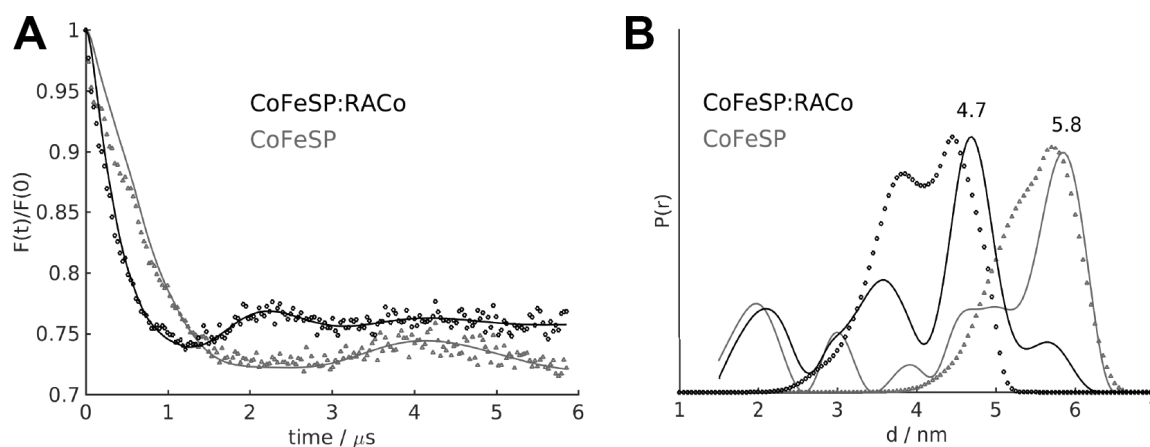 A
1
0.95
0.9
0.85
0.8
0.75
0.7
F(t)/F(0)
CoFeSP:RACo
CoFeSP
0 1 2 3 4 5 6
time / μs
B
P(r)
CoFeSP:RACo
CoFeSP
4.7
5.8
1 2 3 4 5 6
d / nm